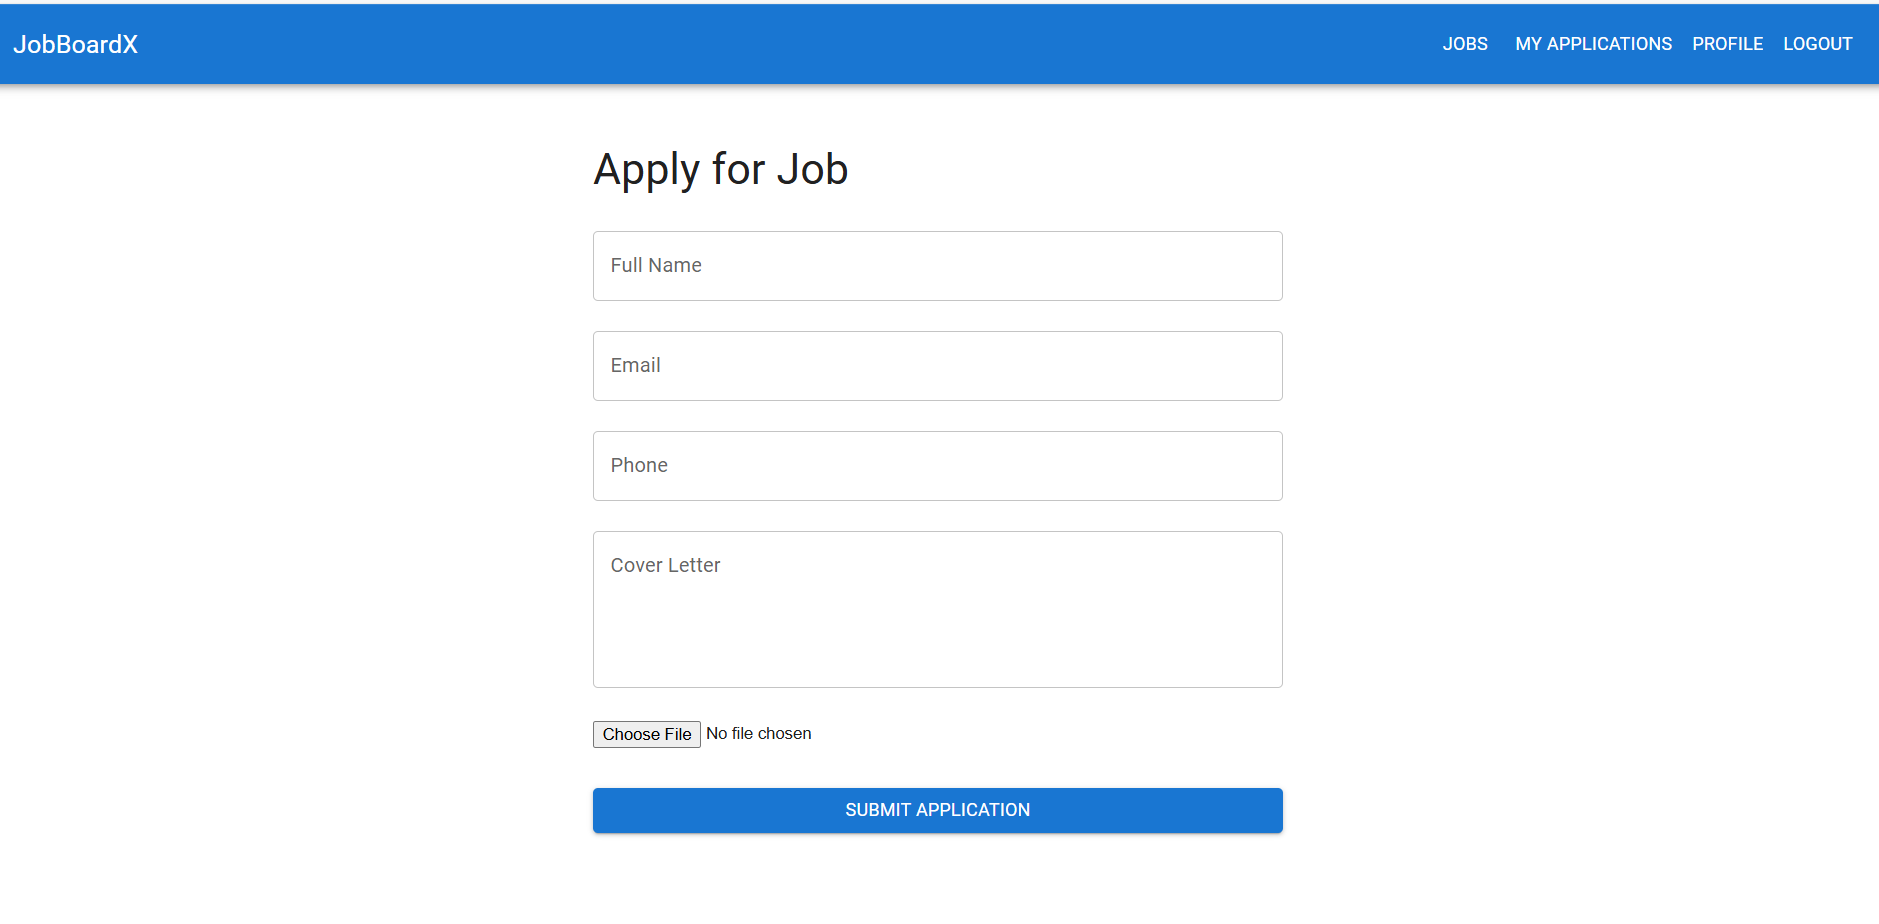 JobBoardX JOBS MY APPLICATIONS PROFILE LOGOUT
Apply for Job
Full Name
Email
Phone
Cover Letter
Choose File No file chosen
SUBMIT APPLICATION